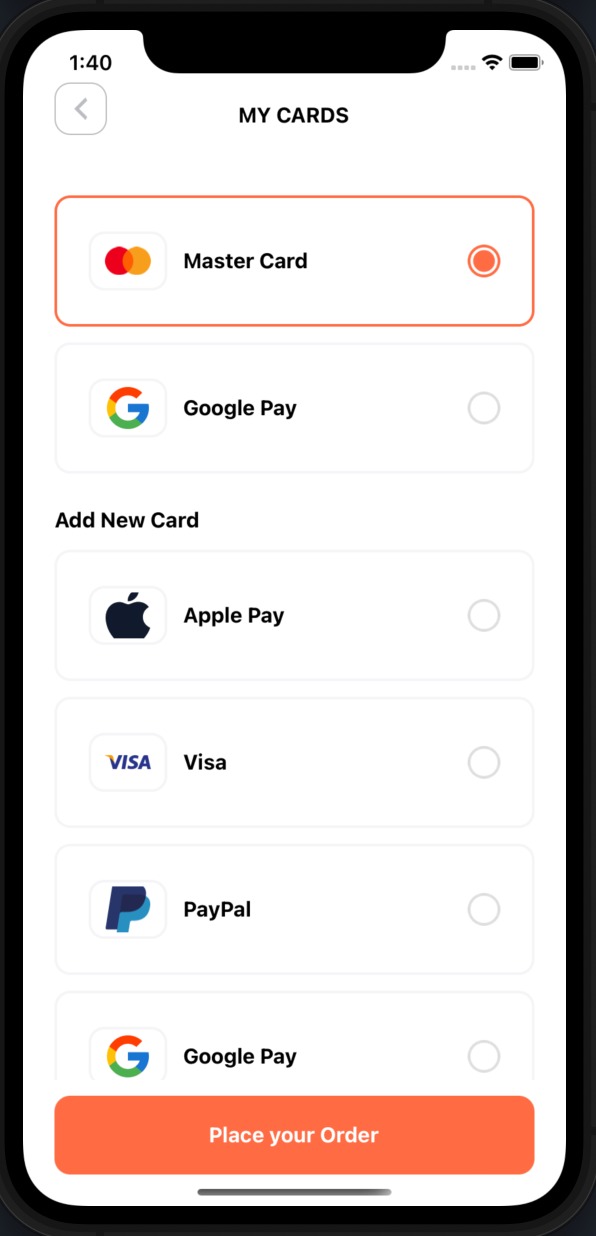 1:40
MY CARDS
Master Card
Google Pay
Add New Card
Apple Pay
VISA Visa
PayPal
Google Pay
Place your Order